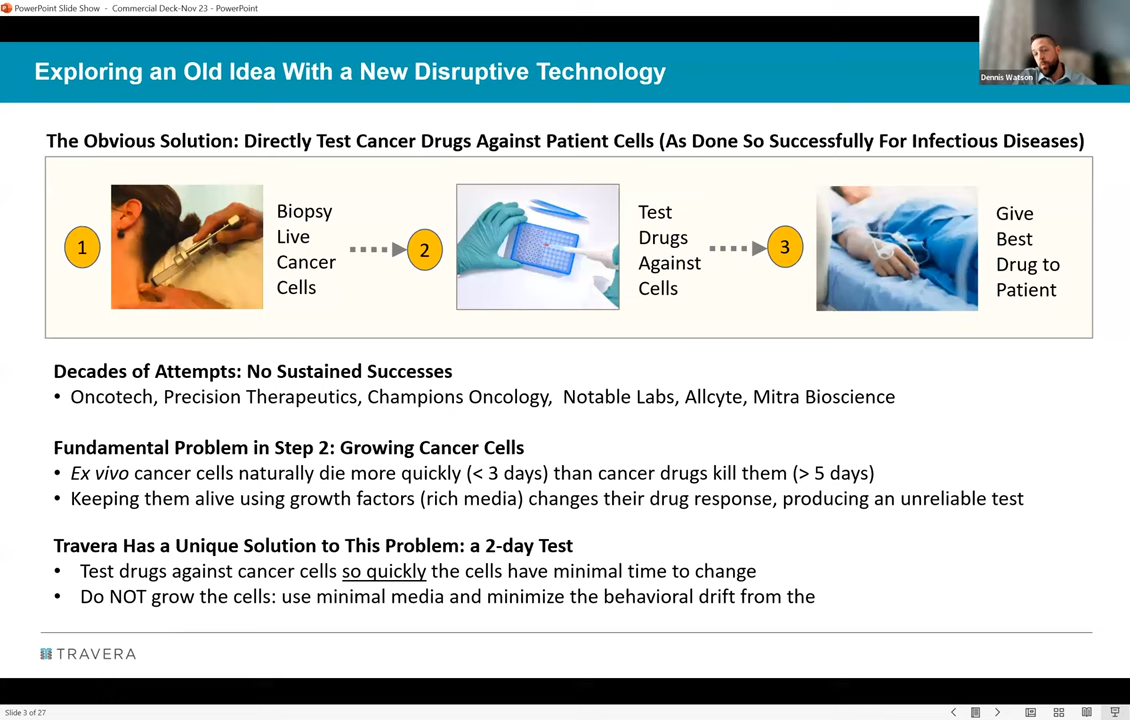 PowerPoint Slide Show - Commercial Deck-Nov 23 - PowerPoint
Exploring an Old Idea With a New Disruptive Technology
Dennis Watson
The Obvious Solution: Directly Test Cancer Drugs Against Patient Cells (As Done So Successfully For Infectious Diseases)
1
Biopsy
Live
Cancer
Cells
2
Test
Drugs
Against
Cells
3
Give
Best
Drug to
Patient
Decades of Attempts: No Sustained Successes
• Oncotech, Precision Therapeutics, Champions Oncology, Notable Labs, Allcyte, Mitra Bioscience
Fundamental Problem in Step 2: Growing Cancer Cells
• Ex vivo cancer cells naturally die more quickly (< 3 days) than cancer drugs kill them (> 5 days)
• Keeping them alive using growth factors (rich media) changes their drug response, producing an unreliable test
Travera Has a Unique Solution to This Problem: a 2-day Test
• Test drugs against cancer cells so quickly the cells have minimal time to change
• Do NOT grow the cells: use minimal media and minimize the behavioral drift from the
TRAVERA
Slide 3 of 27